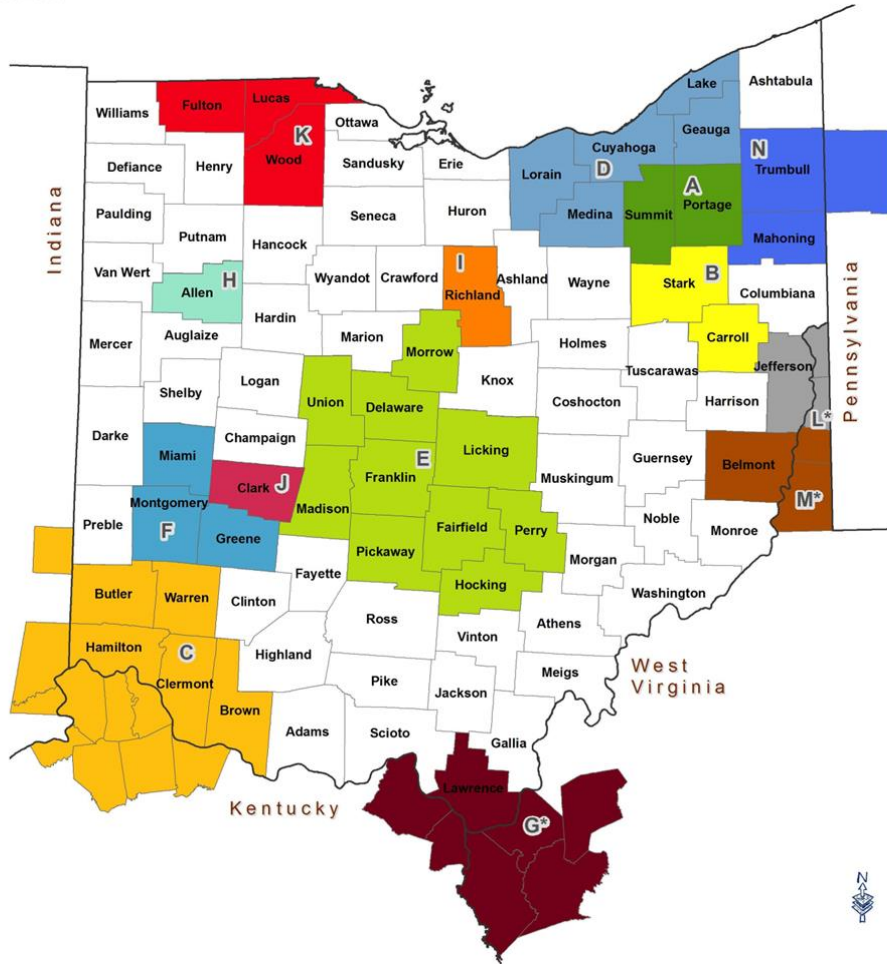 Lake
Ashtabula
Fulton
Lucas
Williams
Ottawa
Geauga
K
Cuyahoga
N
Wood
D
Trumbull
Defiance
Henry
Sandusky
Erie
Lorain
A
Paulding
Huron
Medina
Summit
Portage
Seneca
Mahoning
Putnam
Hancock
I
Indiana
Van Wert
H
Wyandot
Crawford
Richland
Ashland
Wayne
Stark
B
Allen
Columbiana
Pennsylvania
Hardin
Auglaize
Marion
Morrow
Carroll
Mercer
Holmes
Jefferson
Tuscarawas
Shelby
Logan
Knox
Union
Delaware
Coshocton
Harrison
L*
Darke
Champaign
Licking
Miami
E
Guernsey
Belmont
Franklin
Muskingum
Clark
J
M*
Montgomery
Madison
Preble
F
Noble
Fairfield
Perry
Monroe
Greene
Pickaway
Morgan
Fayette
Hocking
Butler
Warren
Clinton
Washington
Ross
Athens
Vinton
Hamilton
C
Highland
Meigs
West
Virginia
Clermont
Pike
Jackson
Brown
Adams
Scioto
Gallia
Kentucky
Lawrence
G*
N